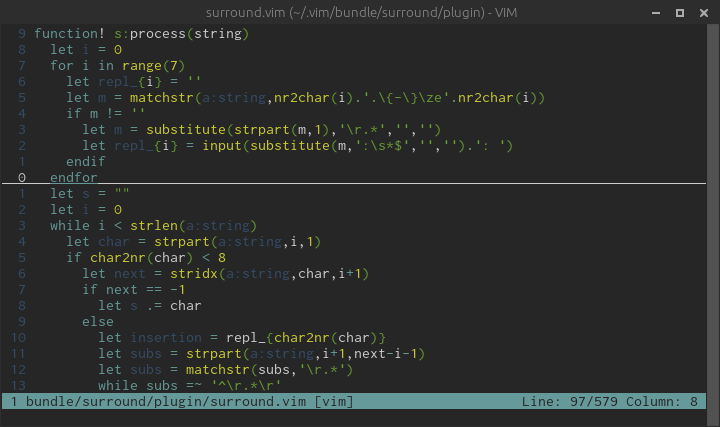 surround.vim (~/.vim/bundle/surround/plugin) - VIM
9 function! s:process(string)
8   let i = 0
7   for i in range(7)
6     let repl_{i} = ''
5     let m = matchstr(a:string,nr2char(i).'.\{-\}\ze'.nr2char(i))
4     if m != ''
3       let m = substitute(strpart(m,1),'\r.*','','')
2       let repl_{i} = input(substitute(m,':\s*$','','').': ')
1     endif
0   endfor
1   let s = ""
2   let i = 0
3   while i < strlen(a:string)
4     let char = strpart(a:string,i,1)
5     if char2nr(char) < 8
6       let next = stridx(a:string,char,i+1)
7       if next == -1
8         let s .= char
9       else
10         let insertion = repl_{char2nr(char)}
11         let subs = strpart(a:string,i+1,next-i-1)
12         let subs = matchstr(subs,'\r.*')
13         while subs =~ '^\r.*\r'
1 bundle/surround/plugin/surround.vim [vim] Line: 97/579 Column: 8